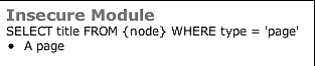 Insecure Module
SELECT title FROM {node} WHERE type = 'page'
• A page